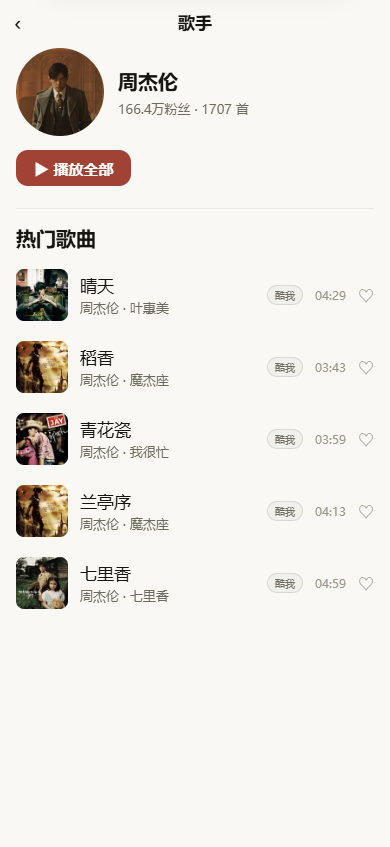 ‹ 歌手
周杰伦
166.4万粉丝 · 1707 首
▶ 播放全部
热门歌曲
晴天
周杰伦 · 叶惠美
酷我 04:29 ♡
稻香
周杰伦 · 魔杰座
酷我 03:43 ♡
JAY
青花瓷
周杰伦 · 我很忙
酷我 03:59 ♡
兰亭序
周杰伦 · 魔杰座
酷我 04:13 ♡
七里香
周杰伦 · 七里香
酷我 04:59 ♡